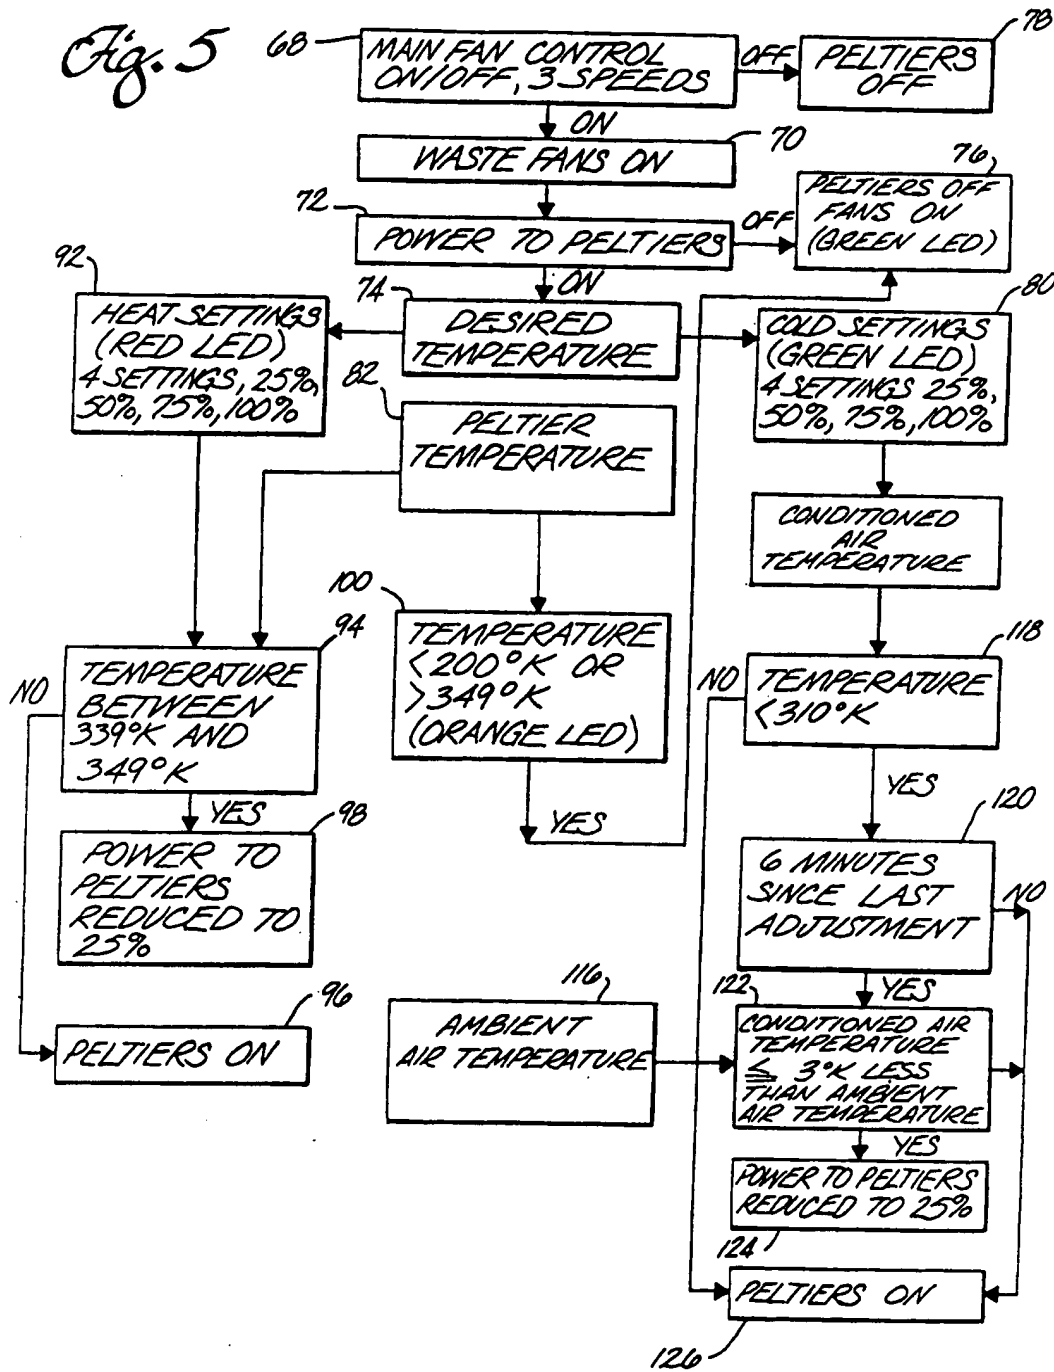 Fig. 5
68
MAIN FAN CONTROL
ON/OFF, 3 SPEEDS
OFF
PELTIERS
OFF
78
ON
WASTE FANS ON
70
72
POWER TO PELTIERS
OFF
PELTIERS OFF
FANS ON
(GREEN LED)
76
ON
92
HEAT SETTINGS
(RED LED)
4 SETTINGS, 25%,
50%, 75%, 100%
74
DESIRED
TEMPERATURE
80
COLD SETTINGS
(GREEN LED)
4 SETTINGS 25%,
50%, 75%, 100%
82
PELTIER
TEMPERATURE
CONDITIONED
AIR
TEMPERATURE
94
NO
TEMPERATURE
BETWEEN
339°K AND
349°K
YES
100
TEMPERATURE
<200°K OR
>349°K
(ORANGE LED)
YES
118
NO
TEMPERATURE
<310°K
YES
98
POWER TO
PELTIERS
REDUCED TO
25%
120
6 MINUTES
SINCE LAST
ADJUSTMENT
NO
YES
96
PELTIERS ON
116
AMBIENT
AIR TEMPERATURE
122
CONDITIONED AIR
TEMPERATURE
≤ 3°K LESS
THAN AMBIENT
AIR TEMPERATURE
YES
POWER TO PELTIERS
REDUCED TO 25%
124
PELTIERS ON
126